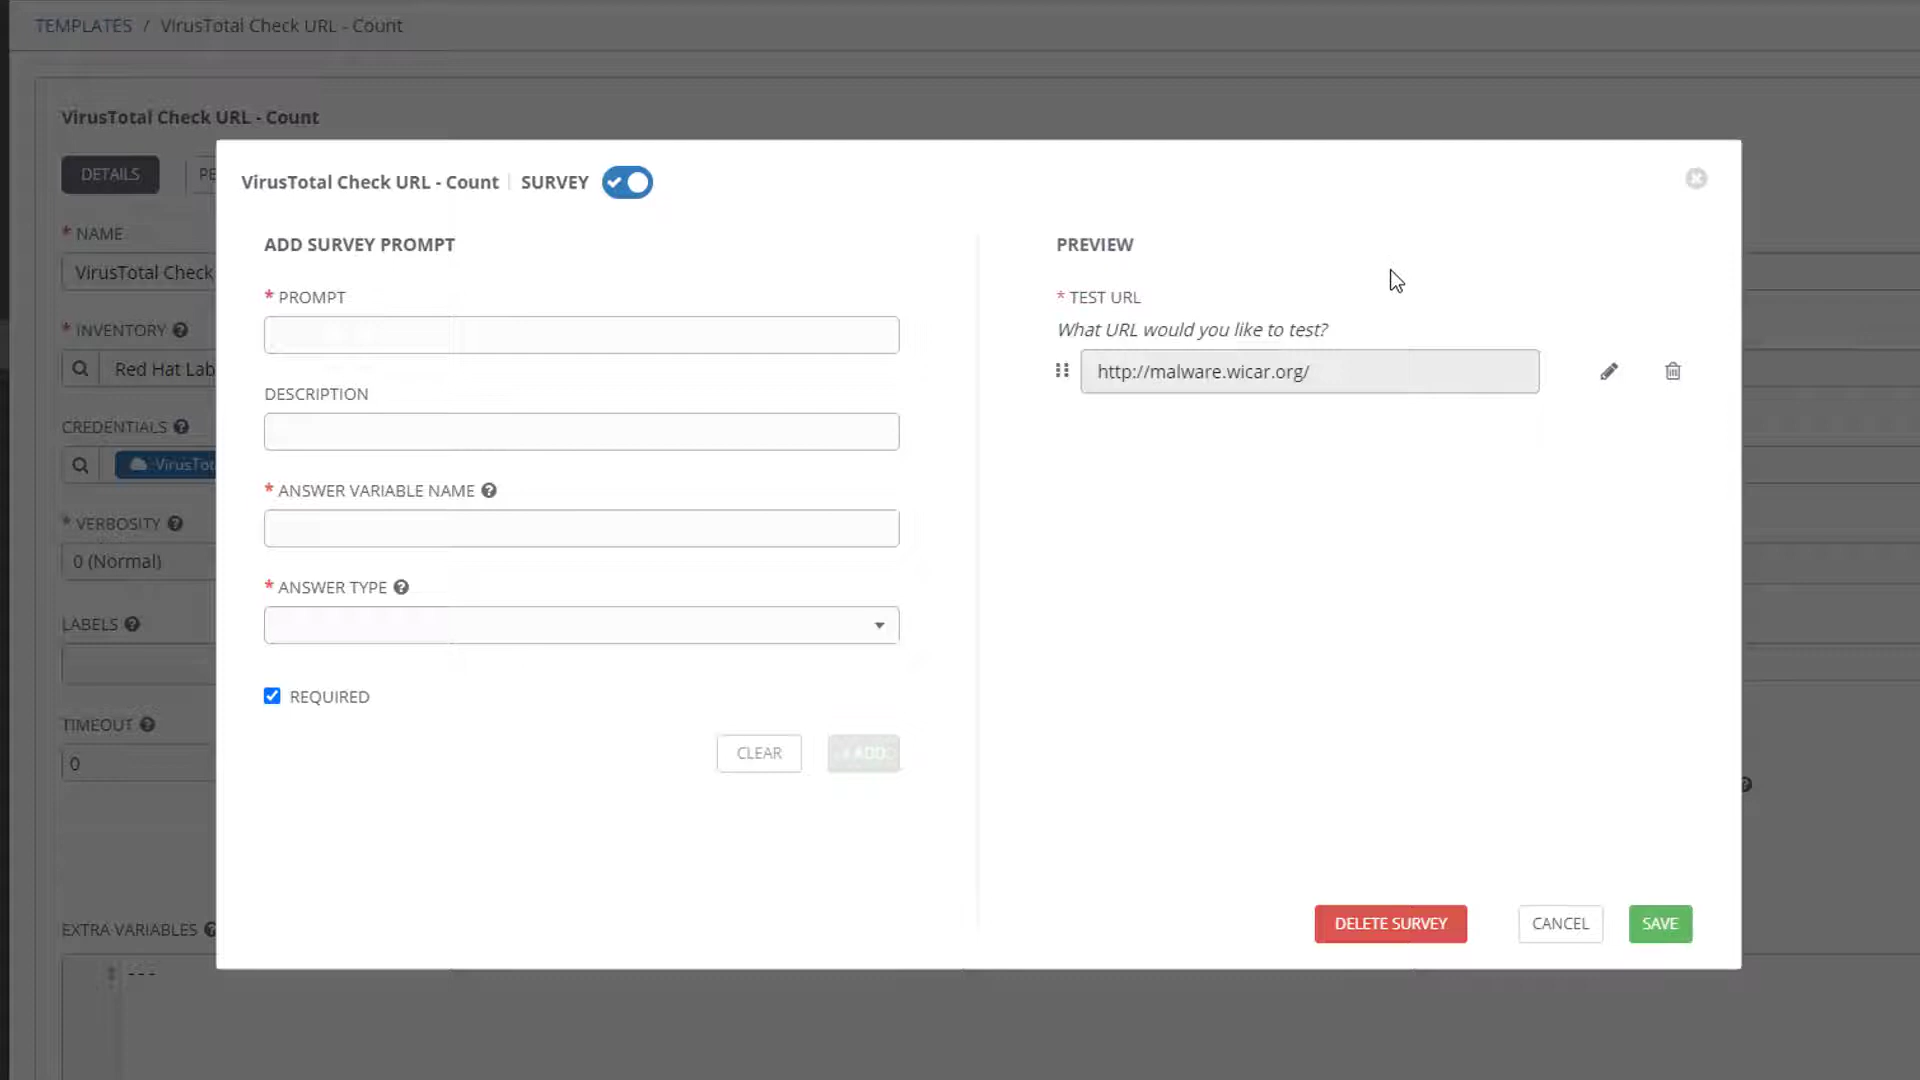 TEMPLATES / VirusTotal Check URL - Count
VirusTotal Check URL - Count
DETAILS
PE
* NAME
VirusTotal Check
* INVENTORY
Red Hat Lab
CREDENTIALS
VirusTot
* VERBOSITY
0 (Normal)
LABELS
TIMEOUT
0
EXTRA VARIABLES
---
VirusTotal Check URL - Count | SURVEY
ADD SURVEY PROMPT
* PROMPT
DESCRIPTION
* ANSWER VARIABLE NAME
* ANSWER TYPE
REQUIRED
CLEAR
+ ADD
PREVIEW
* TEST URL
What URL would you like to test?
http://malware.wicar.org/
DELETE SURVEY
CANCEL
SAVE